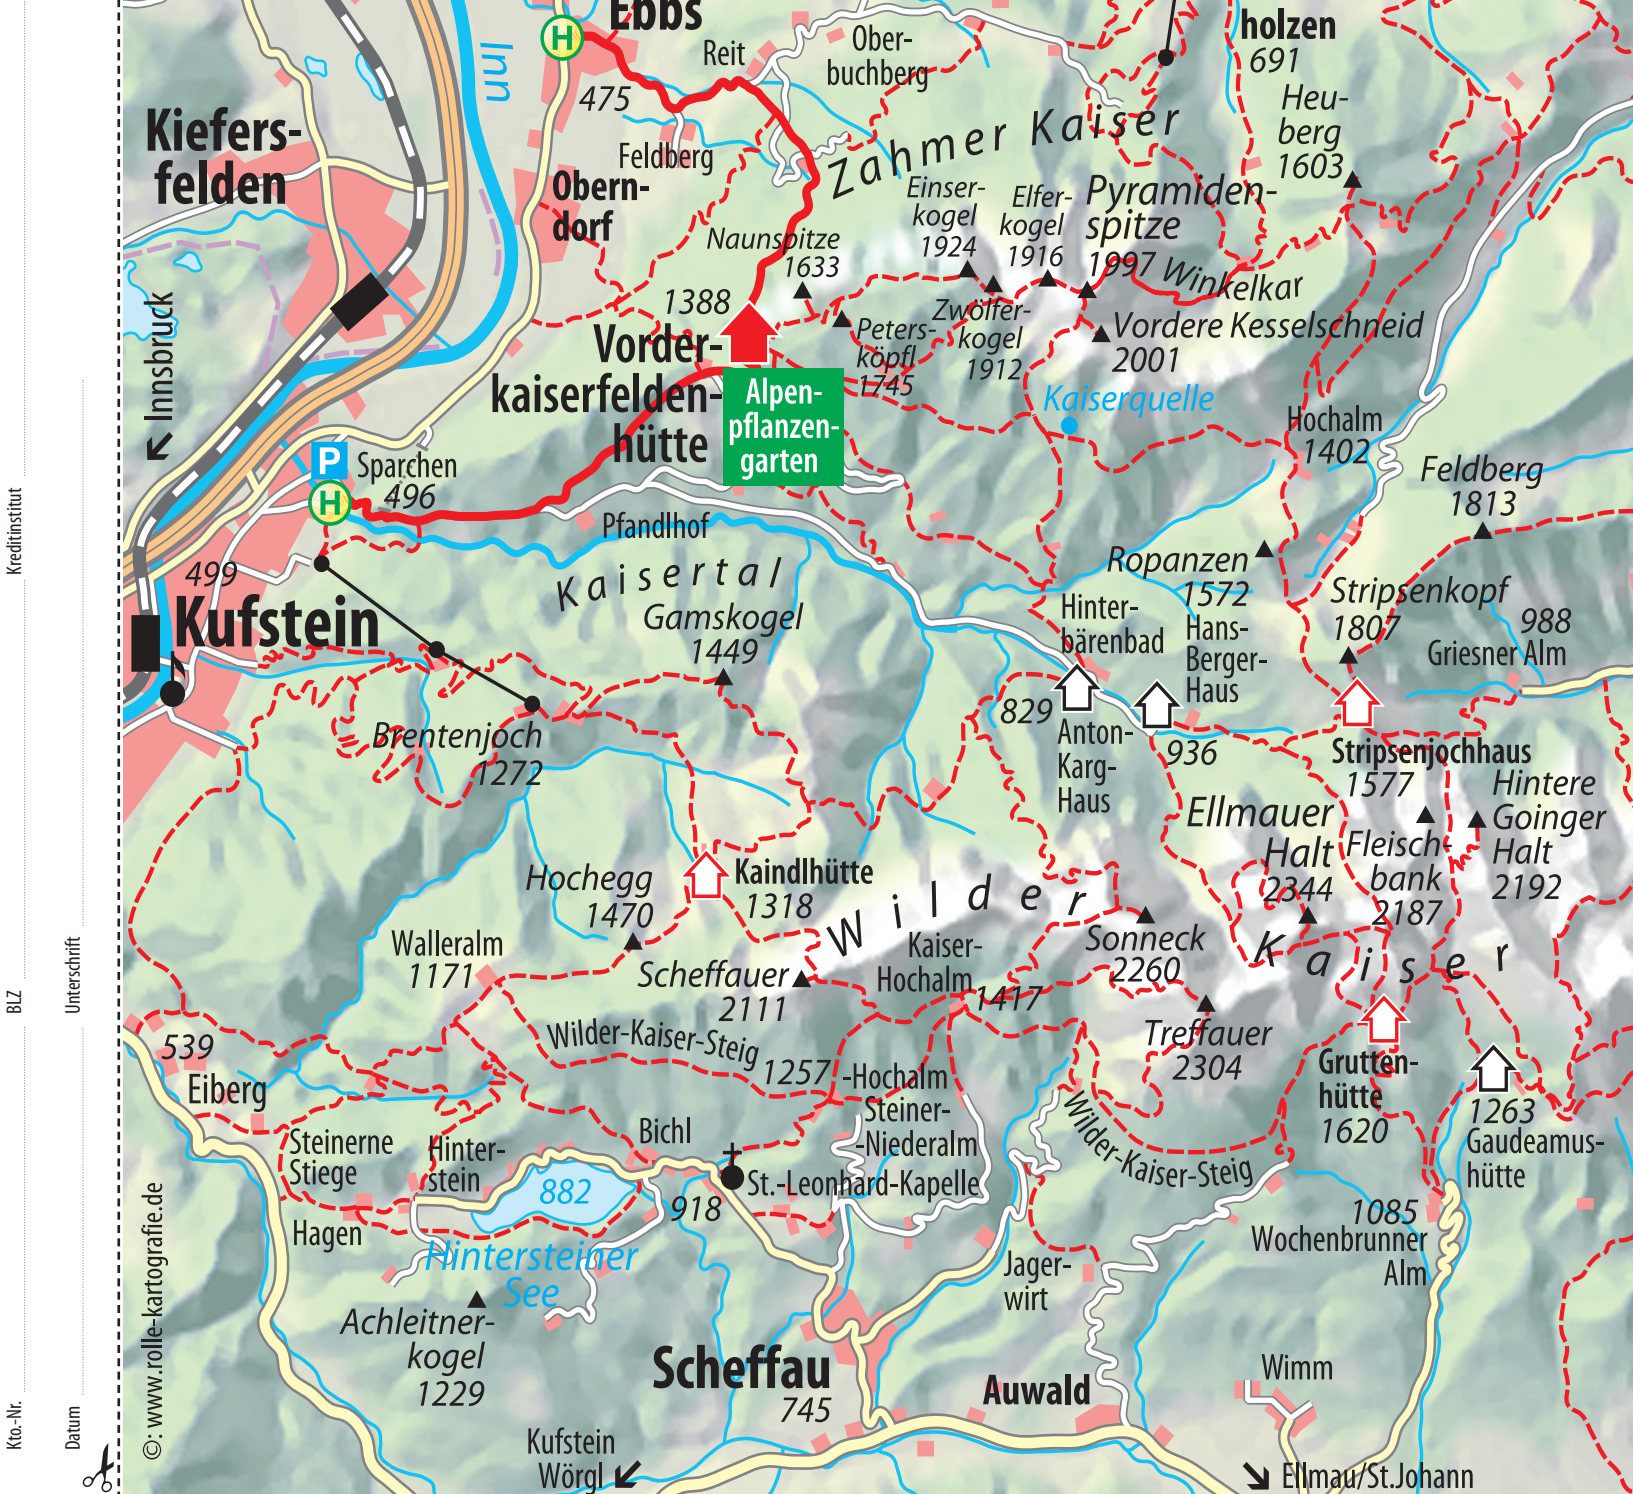 Ebbs
H
475
Reit
Ober-
buchberg
holzen
691
Heu-
berg
1603
Inn
Kiefers-
felden
Feldberg
Obern-
dorf
Zahmer Kaiser
Einser-
kogel
1924
Elfer-
kogel
1916
Pyramiden-
spitze
1997
Winkelkar
Naunspitze
1633
1388
Vorder-
kaiserfelden-
hütte
Alpen-
pflanzen-
garten
Peters-
köpfl
1745
Zwölfer-
kogel
1912
Vordere Kesselschneid
2001
Kaiserquelle
Hochalm
1402
Feldberg
1813
Innsbruck
P
Sparchen
496
H
Pfandlhof
499
Kufstein
Kaisertal
Gamskogel
1449
Ropanzen
1572
Hinter-
bärenbad
Hans-
Berger-
Haus
Stripsenkopf
1807
988
Griesner Alm
829
Anton-
Karg-
Haus
936
Stripsenjochhaus
1577
Brentenjoch
1272
Ellmauer
Halt
2344
Fleisch-
bank
2187
Hintere
Goinger
Halt
2192
Hochegg
1470
Kaindlhütte
1318
Wilder
Kaiser
Walleralm
1171
Scheffauer
2111
Kaiser-
Hochalm
1417
Sonneck
2260
Treffauer
2304
Wilder-Kaiser-Steig
1257
-Hochalm
Steiner-
-Niederalm
Grutten-
hütte
1620
1263
Gaudeamus-
hütte
539
Eiberg
Steinerne
Stiege
Hinter-
stein
Bichl
St.-Leonhard-Kapelle
Wilder-Kaiser-Steig
882
918
Hagen
Hintersteiner
See
Jager-
wirt
1085
Wochenbrunner
Alm
Achleitner-
kogel
1229
Scheffau
745
Auwald
Wimm
Kufstein
Wörgl
Ellmau/St.Johann
©: www.rolle-kartografie.de
Kreditinstitut
BLZ
Unterschrift
Kto.-Nr.
Datum